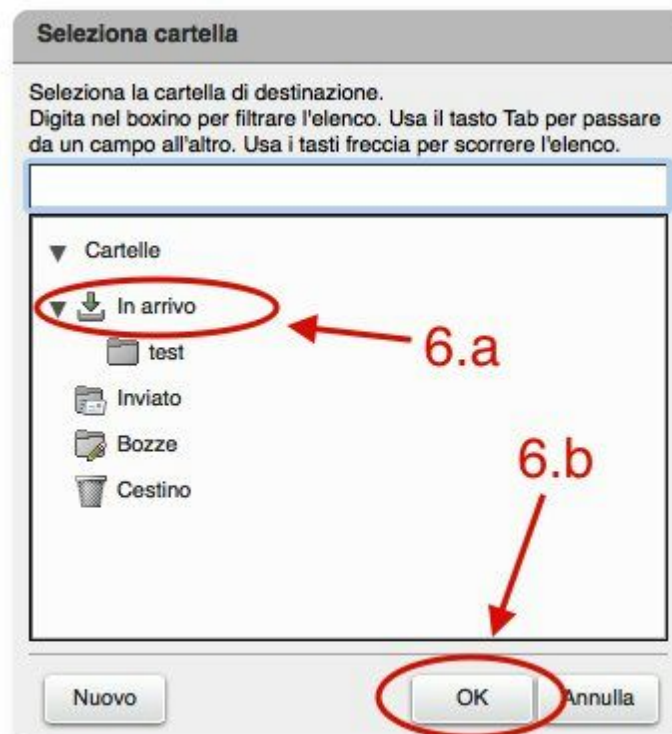 Seleziona cartella
Seleziona la cartella di destinazione.
Digita nel boxino per filtrare l'elenco. Usa il tasto Tab per passare
da un campo all'altro. Usa i tasti freccia per scorrere l'elenco.
Cartelle
In arrivo
6.a
test
Inviato
Bozze
6.b
Cestino
Nuovo
OK
Annulla